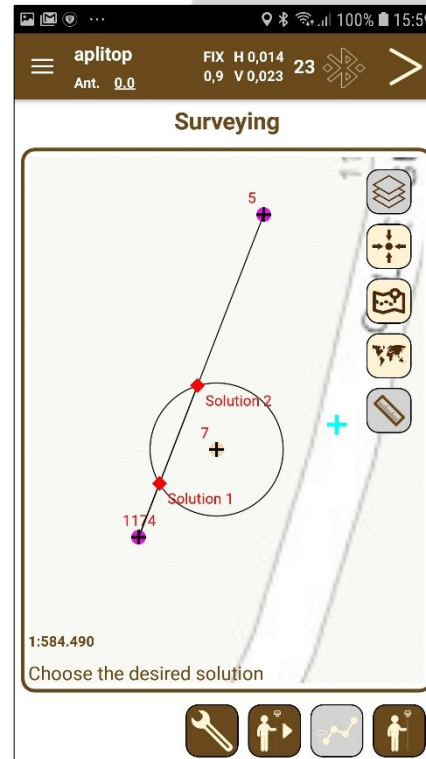 100% 15:59
aplitop
FIX H 0,014
23
Ant. 0.0
0,9 V 0,023
Surveying
5
Solution 2
7
Solution 1
1174
1:584.490
Choose the desired solution